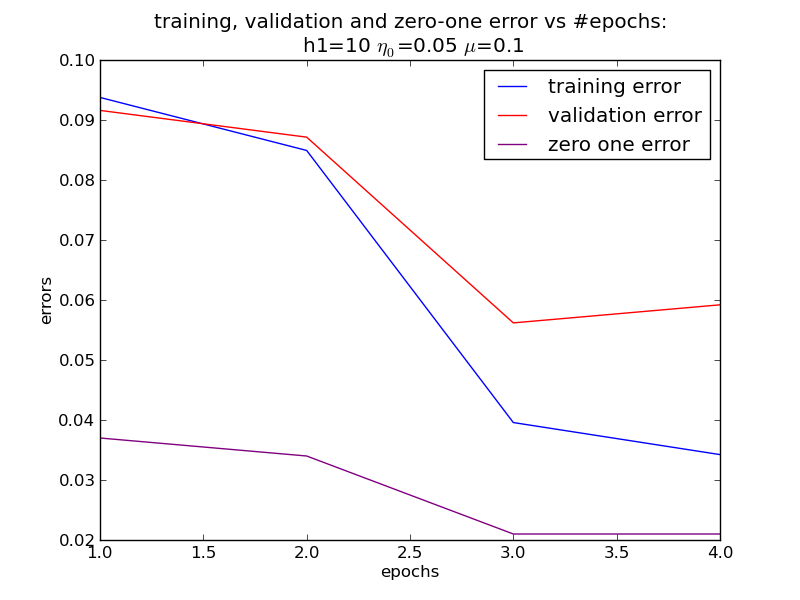 training, validation and zero-one error vs #epochs:
h1=10 η₀=0.05 μ=0.1
0.10
0.09
0.08
0.07
0.06
0.05
0.04
0.03
0.02
errors
training error
validation error
zero one error
1.0 1.5 2.0 2.5 3.0 3.5 4.0
epochs